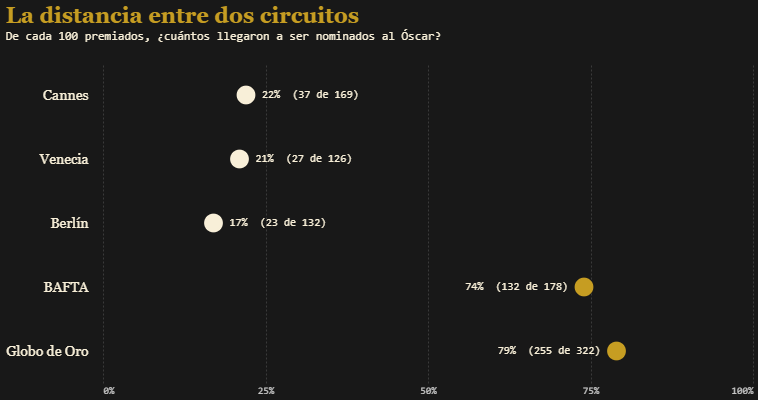 La distancia entre dos circuitos
De cada 100 premiados, ¿cuántos llegaron a ser nominados al Óscar?
Cannes 22% (37 de 169)
Venecia 21% (27 de 126)
Berlín 17% (23 de 132)
BAFTA 74% (132 de 178)
Globo de Oro 79% (255 de 322)
0% 25% 50% 75% 100%